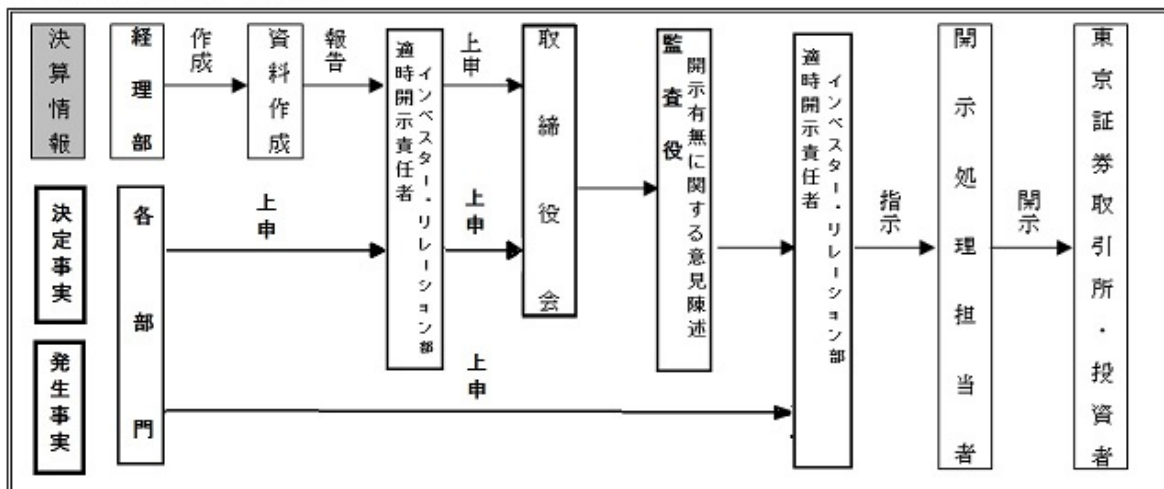 決算情報
経理部
作成
資料作成
報告
インベスター・リレーション部
適時開示責任者
上申
取締役会
監査役
開示有無に関する意見陳述
インベスター・リレーション部
適時開示責任者
指示
開示処理担当者
開示
東京証券取引所・投資者
決定事実
各部門
上申
上申
発生事実
上申